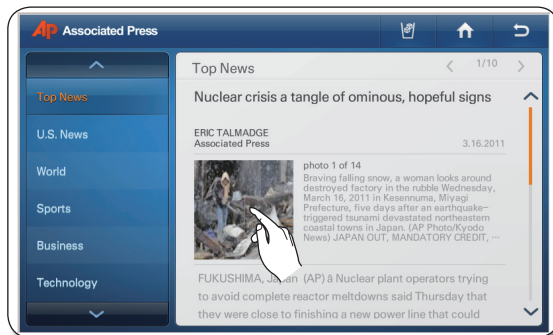 AP Associated Press
Top News
U.S. News
World
Sports
Business
Technology
Top News
1/10
Nuclear crisis a tangle of ominous, hopeful signs
ERIC TALMADGE
Associated Press
3.16.2011
photo 1 of 14
Braving falling snow, a woman looks around
destroyed factory in the rubble Wednesday,
March 16, 2011 in Kesennuma, Miyagi
Prefecture, five days after an earthquake-
triggered tsunami devastated northeastern
coastal towns in Japan. (AP Photo/Kyodo
News) JAPAN OUT, MANDATORY CREDIT, ...
FUKUSHIMA, Japan (AP) â Nuclear plant operators trying
to avoid complete reactor meltdowns said Thursday that
they were close to finishing a new power line that could